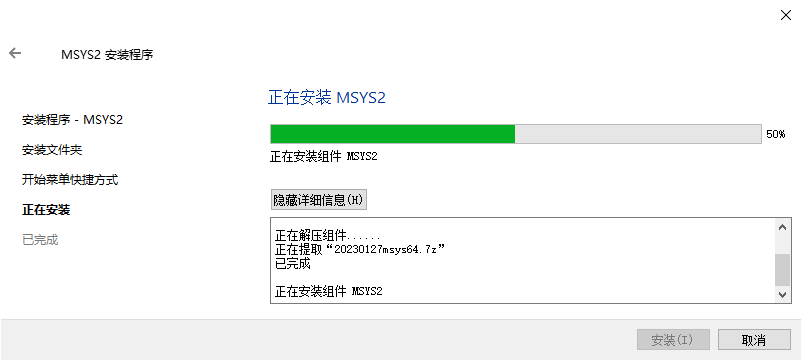 MSYS2 安装程序
安装程序 - MSYS2
安装文件夹
开始菜单快捷方式
正在安装
已完成
正在安装 MSYS2
50%
正在安装组件 MSYS2
隐藏详细信息(H)
正在解压组件......
正在提取“20230127msys64.7z”
已完成
正在安装组件 MSYS2
安装(I)
取消